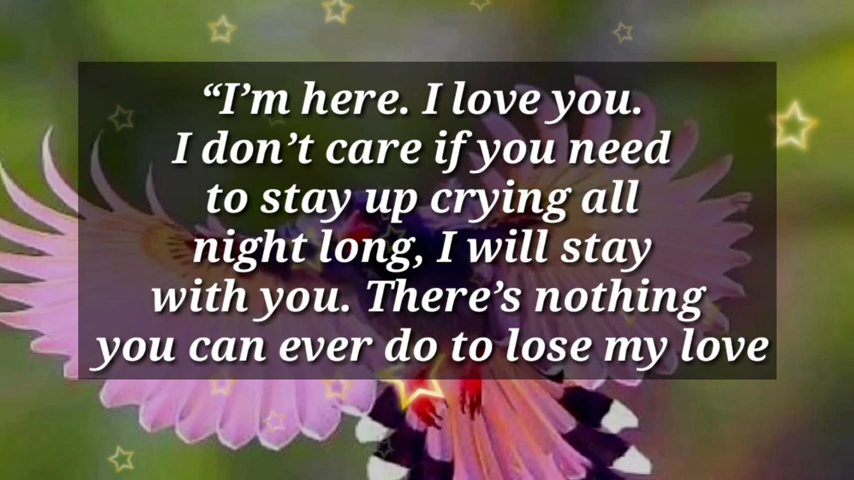 “I’m here. I love you.
I don’t care if you need
to stay up crying all
night long, I will stay
with you. There’s nothing
you can ever do to lose my love